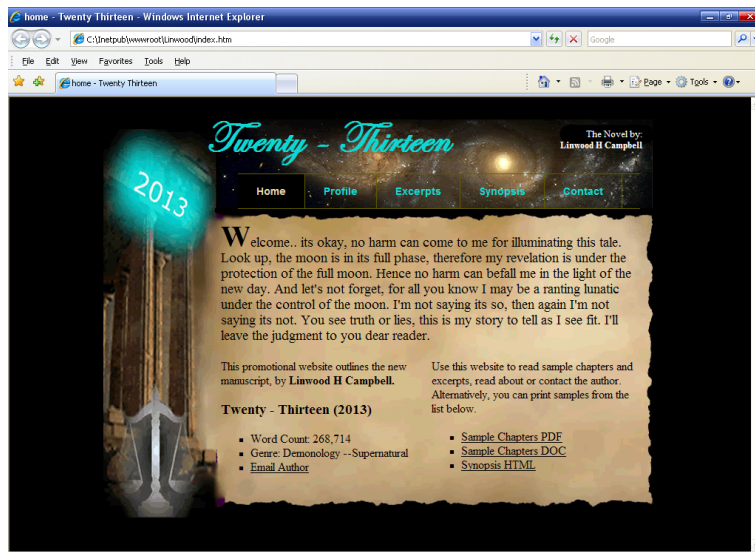 home - Twenty Thirteen - Windows Internet Explorer
C:\Inetpub\wwwroot\Linwood\index.htm
Google
File Edit View Favorites Tools Help
home - Twenty Thirteen
Page Tools
Twenty - Thirteen
The Novel by:
Linwood H Campbell
2013
Home Profile Excerpts Synopsis Contact
Welcome.. its okay, no harm can come to me for illuminating this tale.
Look up, the moon is in its full phase, therefore my revelation is under the
protection of the full moon. Hence no harm can befall me in the light of the
new day. And let's not forget, for all you know I may be a ranting lunatic
under the control of the moon. I'm not saying its so, then again I'm not
saying its not. You see truth or lies, this is my story to tell as I see fit. I'll
leave the judgment to you dear reader.
This promotional website outlines the new
manuscript, by Linwood H Campbell.
Twenty - Thirteen (2013)
Word Count: 268,714
Genre: Demonology --Supernatural
Email Author
Use this website to read sample chapters and
excerpts, read about or contact the author.
Alternatively, you can print samples from the
list below.
Sample Chapters PDF
Sample Chapters DOC
Synopsis HTML